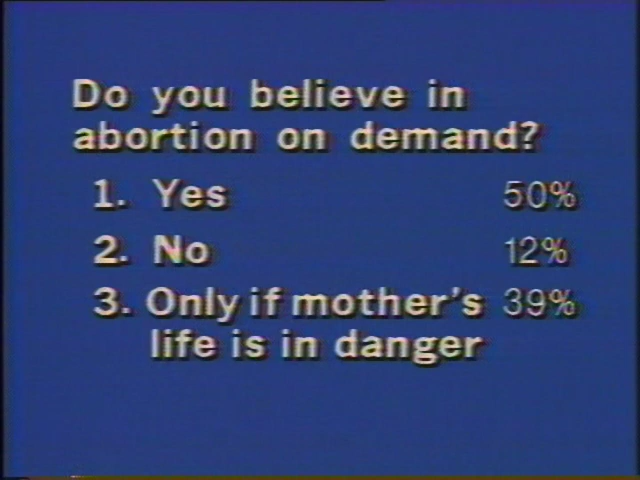 Do you believe in
abortion on demand?
1. Yes 50%
2. No 12%
3. Only if mother's 39%
life is in danger